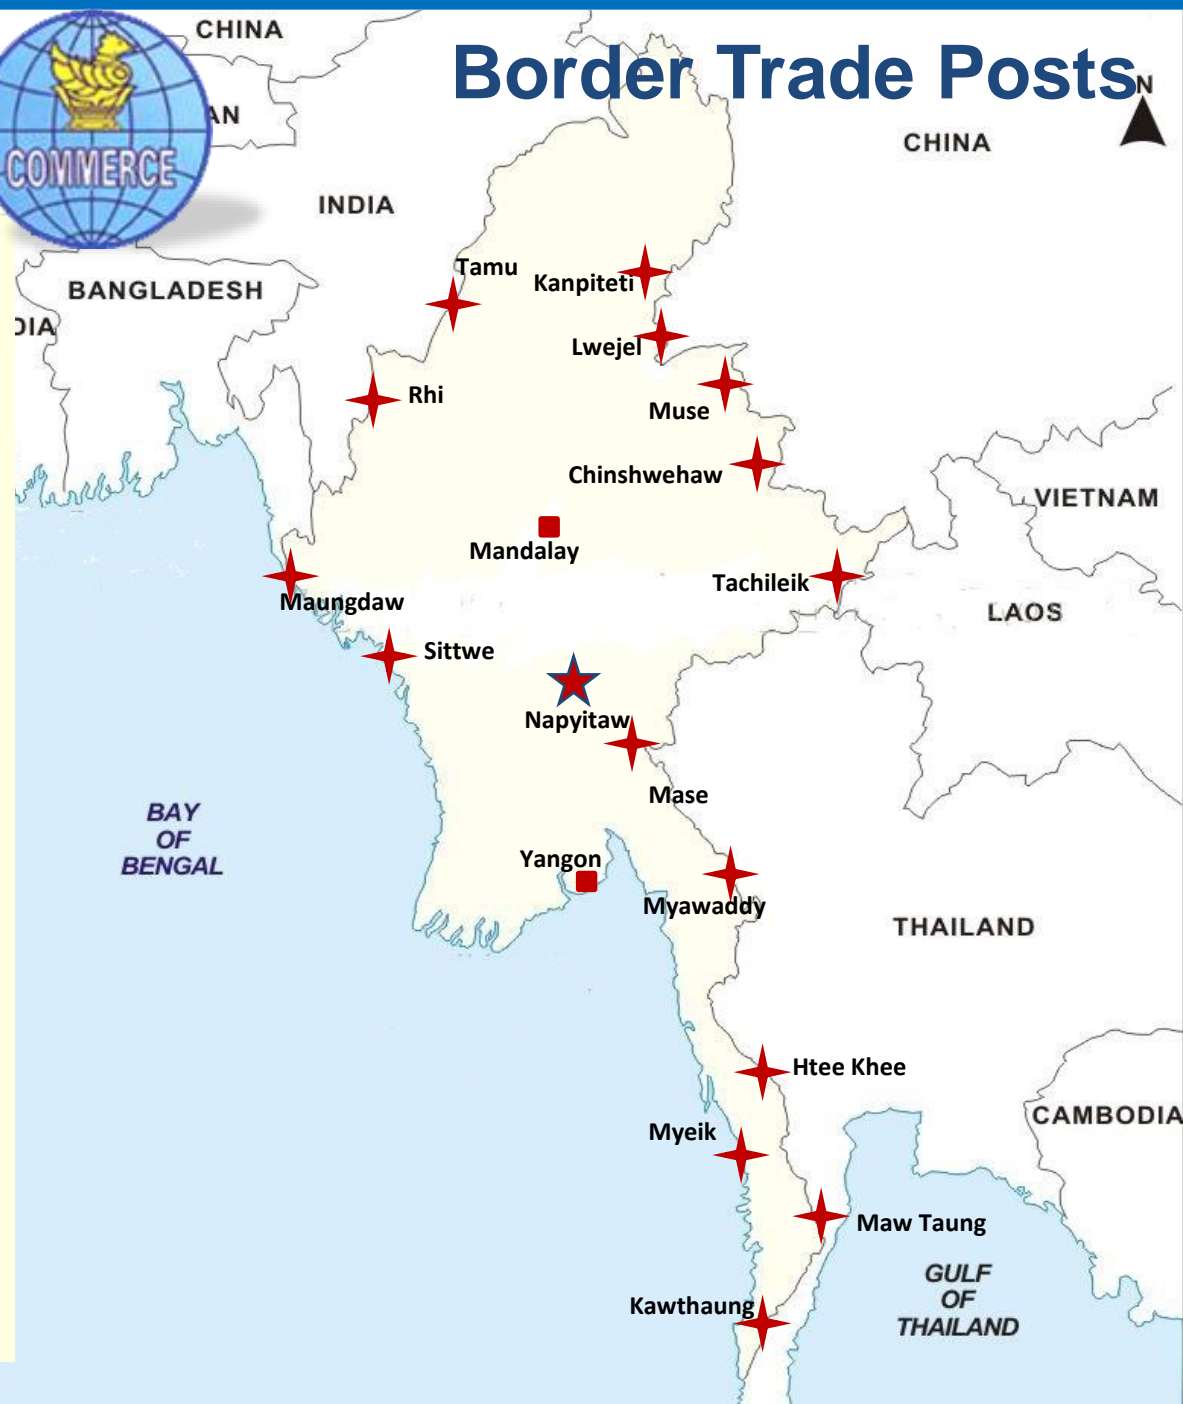 CHINA
Border Trade Posts
N
AN
CHINA
COMMERCE
INDIA
Tamu
Kanpiteti
BANGLADESH
DIA
Lwejel
Rhi
Muse
Chinshwehaw
VIETNAM
Mandalay
Tachileik
Maungdaw
LAOS
Sittwe
Napyitaw
Mase
BAY
OF
BENGAL
Yangon
Myawaddy
THAILAND
Htee Khee
CAMBODIA
Myeik
Maw Taung
GULF
OF
THAILAND
Kawthaung